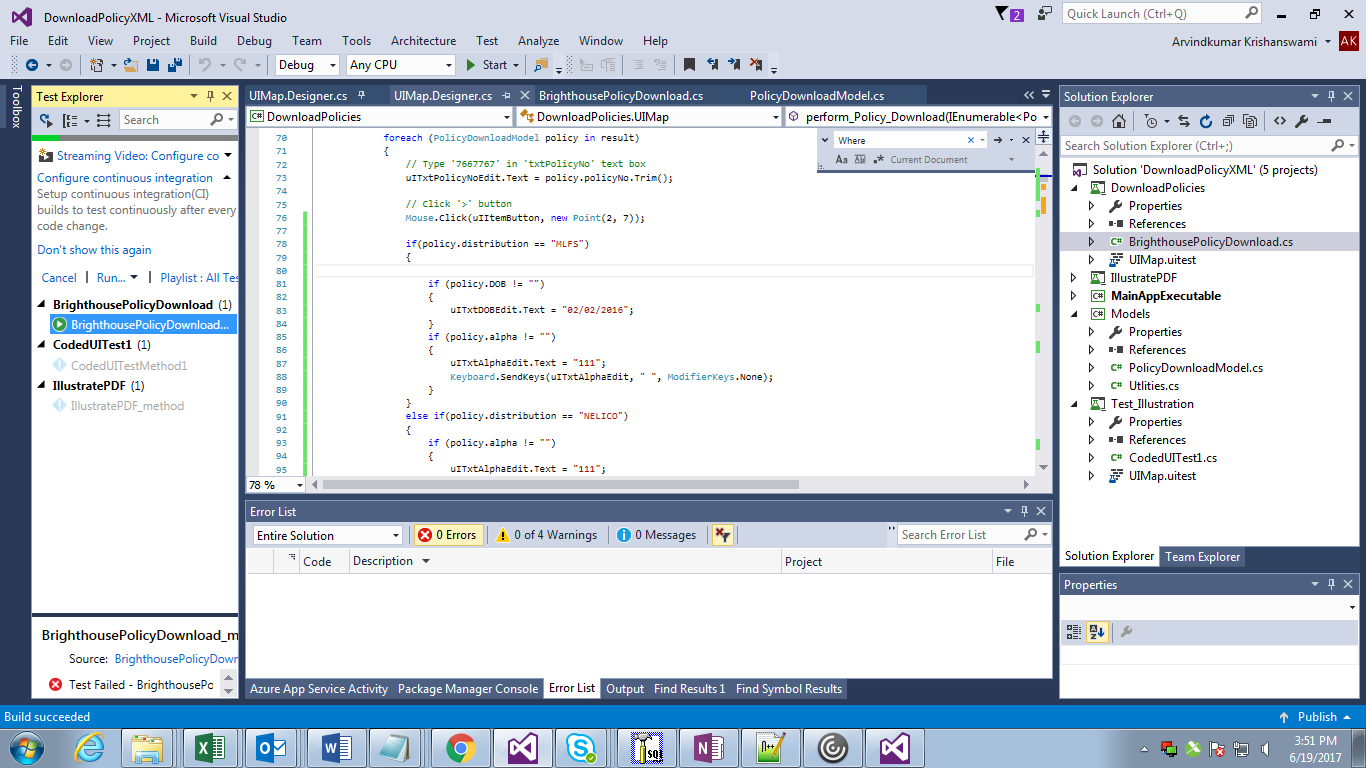 DownloadPolicyXML - Microsoft Visual Studio
2
Quick Launch (Ctrl+Q)
File Edit View Project Build Debug Team Tools Architecture Test Analyze Window Help
Arvindkumar Krishanswami
AK
Debug
Any CPU
Start
Toolbox
Test Explorer
Search
Streaming Video: Configure co
Configure continuous integration
Setup continuous integration(CI)
builds to test continuously after every
code change.
Don't show this again
Cancel | Run... | Playlist : All Tes
BrighthousePolicyDownload (1)
BrighthousePolicyDownload...
CodedUITest1 (1)
CodedUITestMethod1
IllustratePDF (1)
IllustratePDF_method
BrighthousePolicyDownload_m
Source: BrighthousePolicyDown
Test Failed - BrighthousePo
UIMap.Designer.cs
UIMap.Designer.cs
BrighthousePolicyDownload.cs
PolicyDownloadModel.cs
DownloadPolicies
DownloadPolicies.UIMap
perform_Policy_Download(IEnumerable<Po
Where
Aa
Current Document
70 foreach (PolicyDownloadModel policy in result)
71 {
72 // Type '7667767' in 'txtPolicyNo' text box
73 uITxtPolicyNoEdit.Text = policy.policyNo.Trim();
74
75 // Click '>' button
76 Mouse.Click(uIItemButton, new Point(2, 7));
77
78 if(policy.distribution == "MLFS")
79 {
80
81 if (policy.DOB != "")
82 {
83 uITxtDOBEdit.Text = "02/02/2016";
84 }
85 if (policy.alpha != "")
86 {
87 uITxtAlphaEdit.Text = "111";
88 Keyboard.SendKeys(uITxtAlphaEdit, " ", ModifierKeys.None);
89 }
90 }
91 else if(policy.distribution == "NELICO")
92 {
93 if (policy.alpha != "")
94 {
95 uITxtAlphaEdit.Text = "111";
78 %
Error List
Entire Solution
0 Errors
0 of 4 Warnings
0 Messages
Search Error List
Code Description Project File
Azure App Service Activity Package Manager Console Error List Output Find Results 1 Find Symbol Results
Solution Explorer
Search Solution Explorer (Ctrl+;)
Solution 'DownloadPolicyXML' (5 projects)
DownloadPolicies
Properties
References
BrighthousePolicyDownload.cs
UIMap.uitest
IllustratePDF
MainAppExecutable
Models
Properties
References
PolicyDownloadModel.cs
Utlities.cs
Test_Illustration
Properties
References
CodedUITest1.cs
UIMap.uitest
Solution Explorer Team Explorer
Properties
Build succeeded
Publish
3:51 PM
6/19/2017